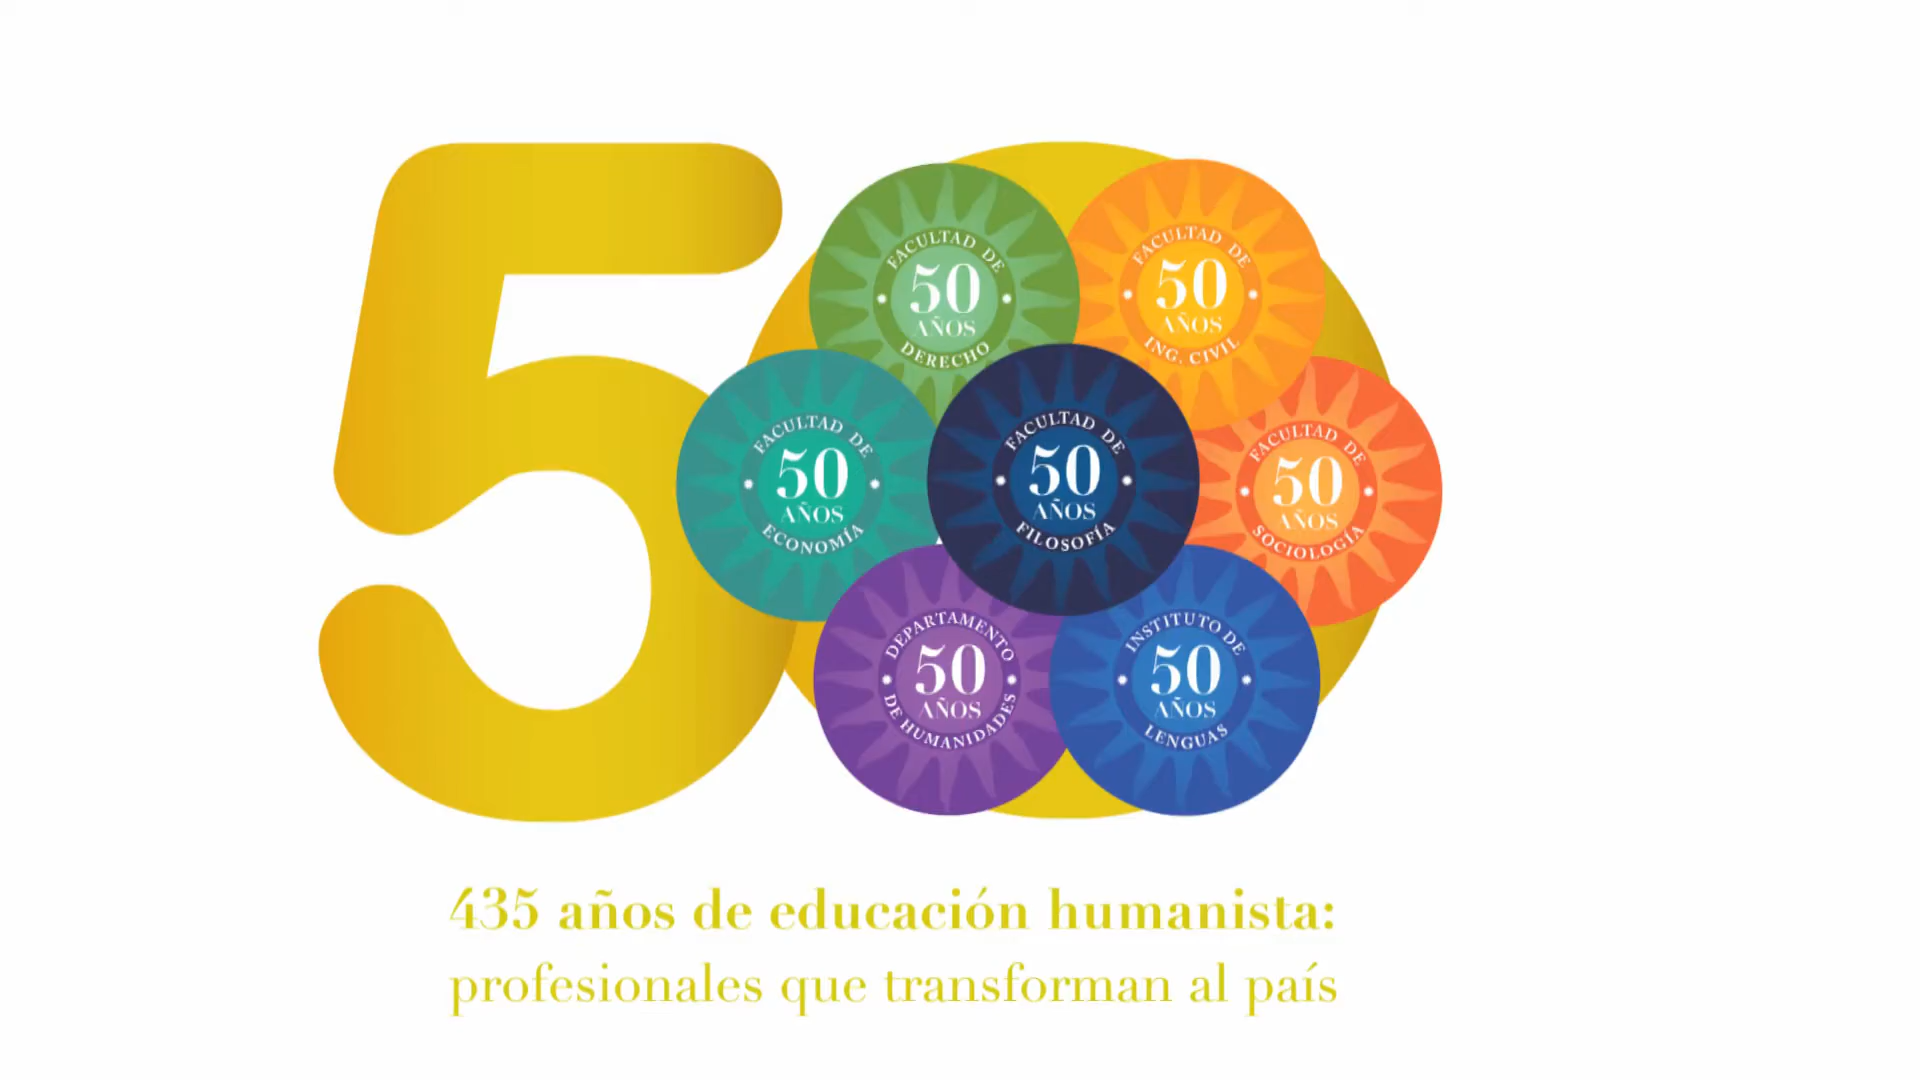 50
FACULTAD DE
50
AÑOS
DERECHO
FACULTAD DE
50
AÑOS
ING. CIVIL
FACULTAD DE
50
AÑOS
ECONOMÍA
FACULTAD DE
50
AÑOS
FILOSOFÍA
FACULTAD DE
50
AÑOS
SOCIOLOGÍA
DEPARTAMENTO
50
AÑOS
DE HUMANIDADES
INSTITUTO DE
50
AÑOS
LENGUAS
435 años de educación humanista:
profesionales que transforman al país